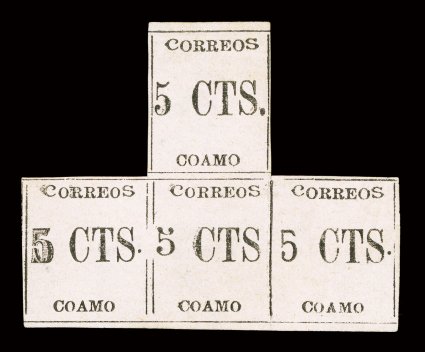 CORREOS
5 CTS.
COAMO
CORREOS CORREOS CORREOS
5 CTS. 5 CTS 5 CTS.
COAMO COAMO COAMO